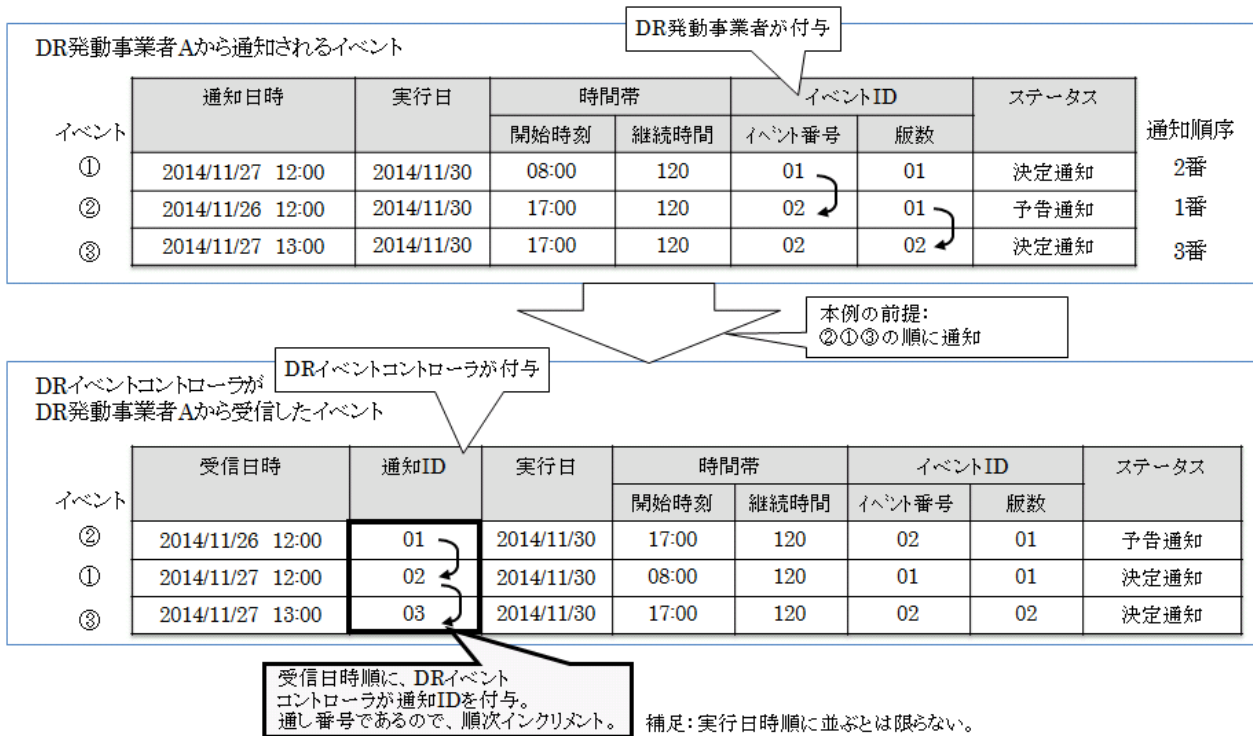 DR発動事業者Aから通知されるイベント
DR発動事業者が付与
通知日時 実行日 時間帯 イベントID ステータス
イベント 開始時刻 継続時間 イベント番号 版数 通知順序
① 2014/11/27 12:00 2014/11/30 08:00 120 01 01 決定通知 2番
② 2014/11/26 12:00 2014/11/30 17:00 120 02 01 予告通知 1番
③ 2014/11/27 13:00 2014/11/30 17:00 120 02 02 決定通知 3番
本例の前提:
②①③の順に通知
DRイベントコントローラが付与
DRイベントコントローラが
DR発動事業者Aから受信したイベント
受信日時 通知ID 実行日 時間帯 イベントID ステータス
イベント 開始時刻 継続時間 イベント番号 版数
② 2014/11/26 12:00 01 2014/11/30 17:00 120 02 01 予告通知
① 2014/11/27 12:00 02 2014/11/30 08:00 120 01 01 決定通知
③ 2014/11/27 13:00 03 2014/11/30 17:00 120 02 02 決定通知
受信日時順に、DRイベント
コントローラが通知IDを付与。
通し番号であるので、順次インクリメント。
補足:実行日時順に並ぶとは限らない。